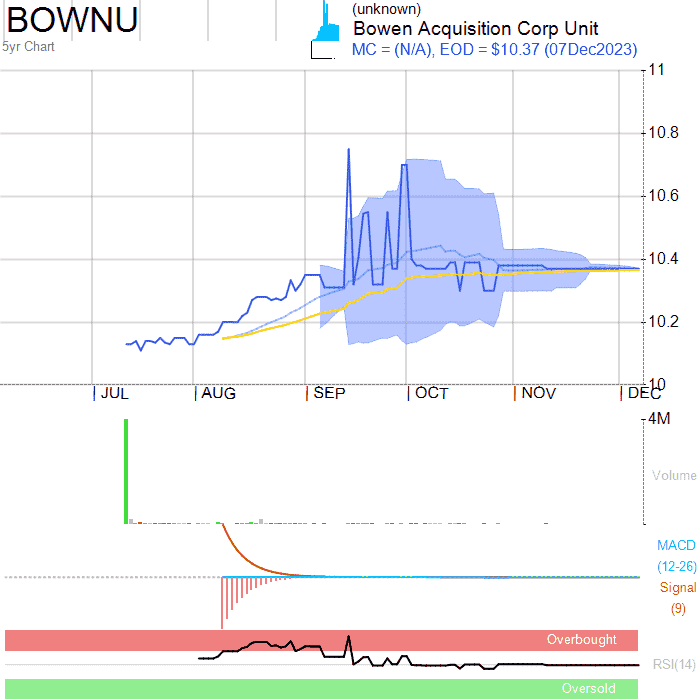 BOWNU
5yr Chart
(unknown)
Bowen Acquisition Corp Unit
MC = (N/A), EOD = $10.37 (07Dec2023)
11
10.8
10.6
10.4
10.2
10
JUL AUG SEP OCT NOV DEC
4M
Volume
MACD
(12-26)
Signal
(9)
Overbought
RSI(14)
Oversold